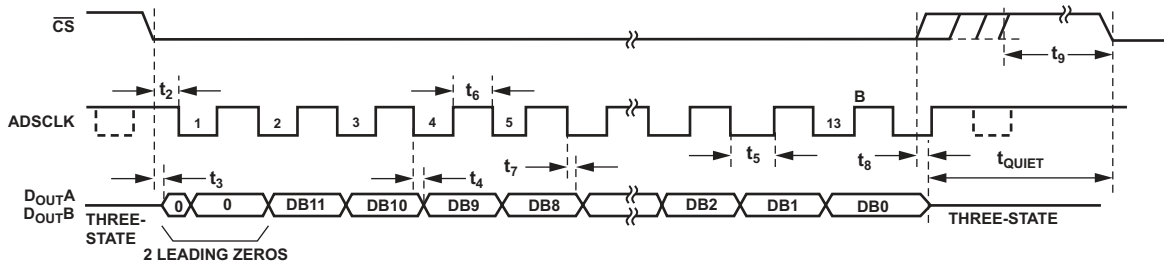 CS
t9
t2
t6
B
ADSCLK
1 2 3 4 5 13
t5
t8
t7
tQUIET
t3
t4
DOUTA
DOUTB
0 0 DB11 DB10 DB9 DB8 DB2 DB1 DB0
THREE-
STATE
THREE-STATE
2 LEADING ZEROS